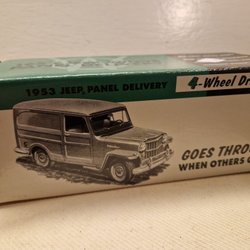 1953 JEEP, PANEL DELIVERY
4-Wheel Dr
GOES THRO
WHEN OTHERS